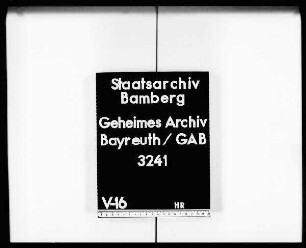 Staatsarchiv
Bamberg
Geheimes Archiv
Bayreuth / GAB
3241
V-16 HR